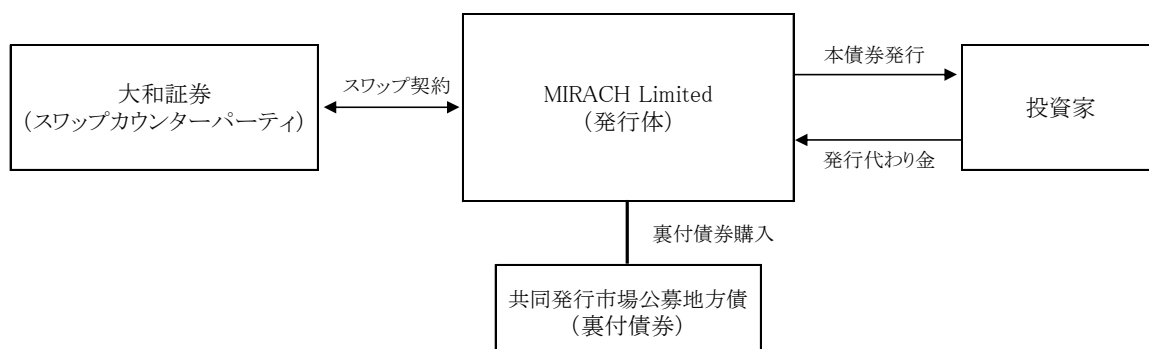 大和証券
（スワップカウンターパーティ）
スワップ契約
MIRACH Limited
（発行体）
本債券発行
発行代わり金
投資家
裏付債券購入
共同発行市場公募地方債
（裏付債券）